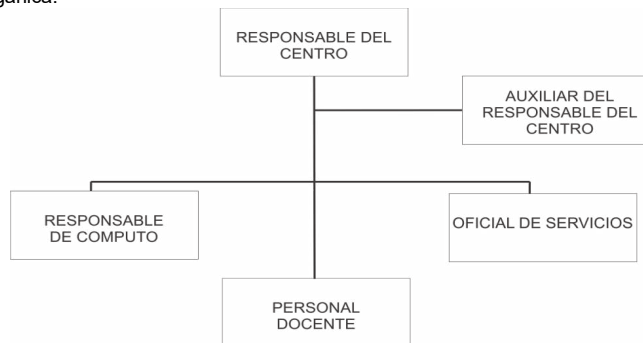 RESPONSABLE DEL
CENTRO
AUXILIAR DEL
RESPONSABLE DEL
CENTRO
RESPONSABLE
DE COMPUTO
OFICIAL DE SERVICIOS
PERSONAL
DOCENTE